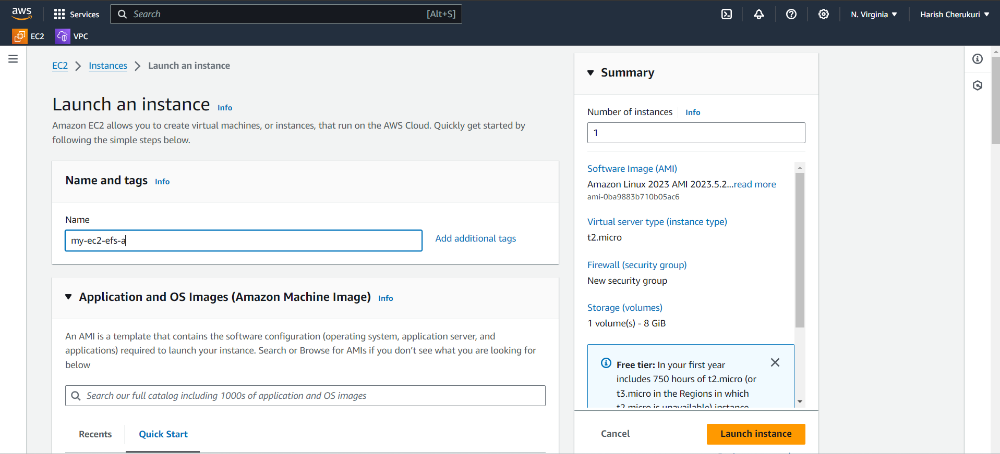 aws
Services
Search
[Alt+S]
N. Virginia
Harish Cherukuri
EC2
VPC
EC2
Instances
Launch an instance
Launch an instance Info
Amazon EC2 allows you to create virtual machines, or instances, that run on the AWS Cloud. Quickly get started by
following the simple steps below.
Name and tags Info
Name
my-ec2-efs-a
Add additional tags
Application and OS Images (Amazon Machine Image) Info
An AMI is a template that contains the software configuration (operating system, application server, and
applications) required to launch your instance. Search or Browse for AMIs if you don’t see what you are looking for
below
Search our full catalog including 1000s of application and OS images
Recents
Quick Start
Summary
Number of instances Info
1
Software Image (AMI)
Amazon Linux 2023 AMI 2023.5.2...read more
ami-0ba9883b710b05ac6
Virtual server type (instance type)
t2.micro
Firewall (security group)
New security group
Storage (volumes)
1 volume(s) - 8 GiB
Free tier: In your first year
includes 750 hours of t2.micro (or
t3.micro in the Regions in which
t2.micro is unavailable) instance
Cancel
Launch instance